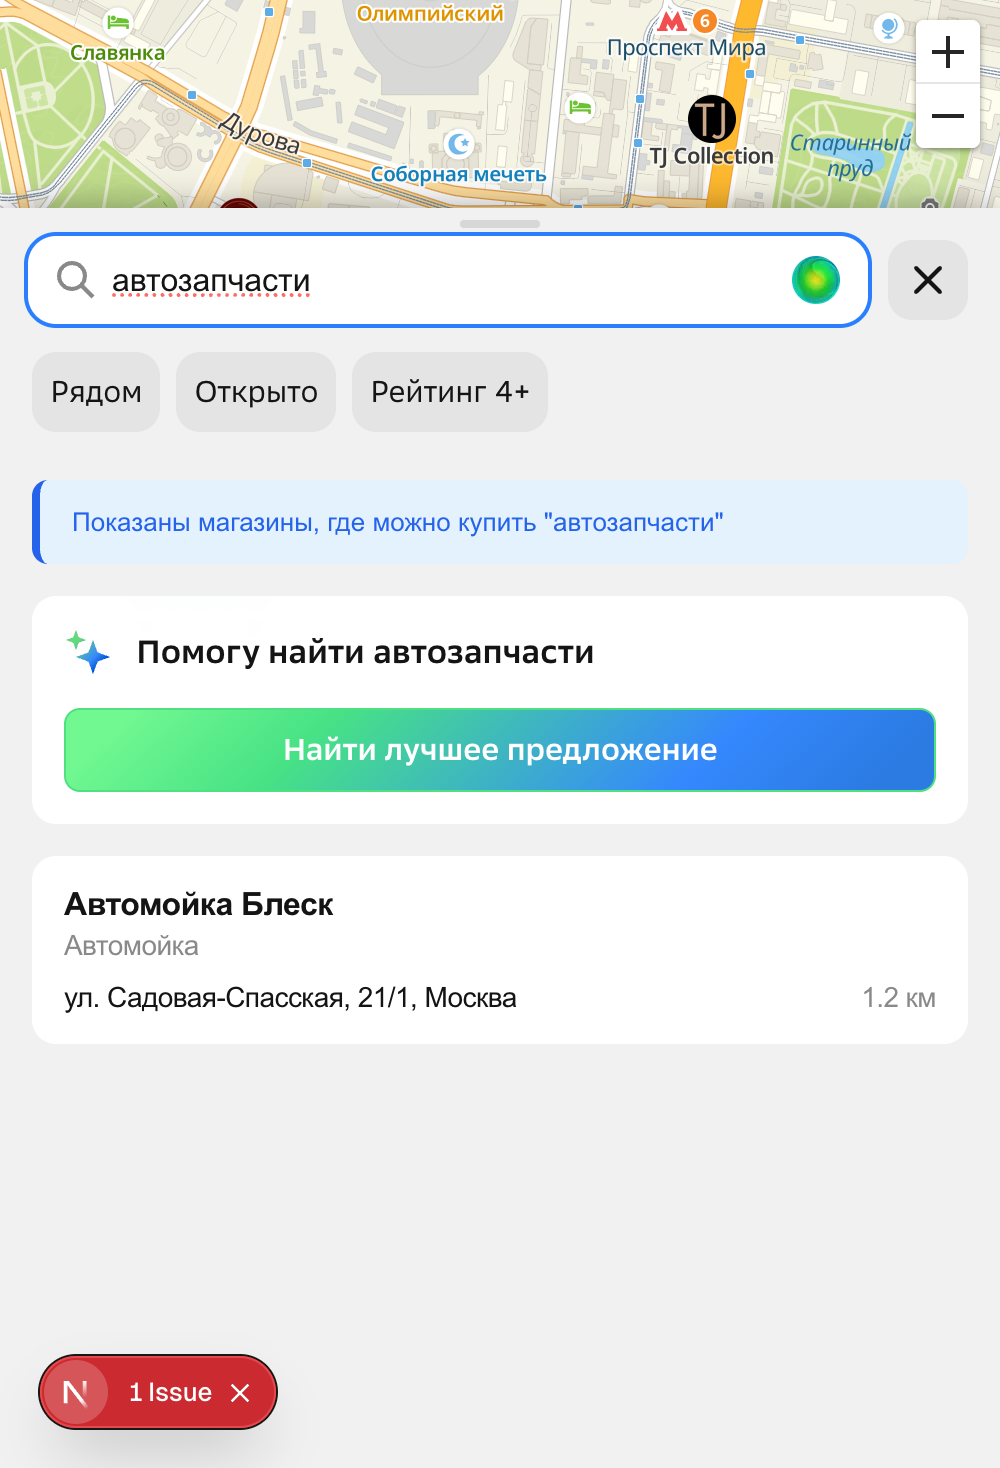 Олимпийский
6
Славянка
Проспект Мира
Дурова
TJ
TJ Collection
Старинный
пруд
Соборная мечеть
автозапчасти
Рядом
Открыто
Рейтинг 4+
Показаны магазины, где можно купить "автозапчасти"
Помогу найти автозапчасти
Найти лучшее предложение
Автомойка Блеск
Автомойка
ул. Садовая-Спасская, 21/1, Москва
1.2 км
N
1 Issue